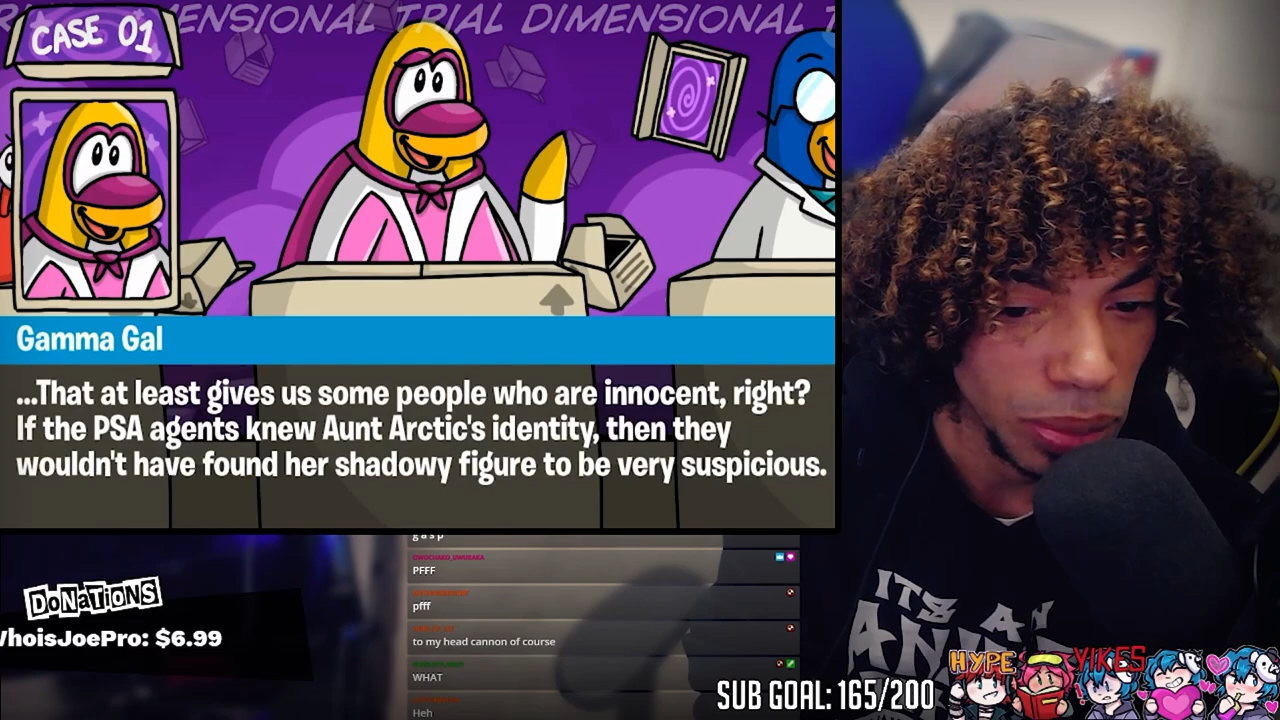 ENSIONAL TRIAL DIMENSIONAL T
CASE 01
Gamma Gal
...That at least gives us some people who are innocent, right?
If the PSA agents knew Aunt Arctic's identity, then they
wouldn't have found her shadowy figure to be very suspicious.
gasp
PFFF
pfff
to my head cannon of course
WHAT
Heh
DONATIONS
WhoisJoePro: $6.99
ITS AN
SUB GOAL: 165/200
HYPE
YIKES